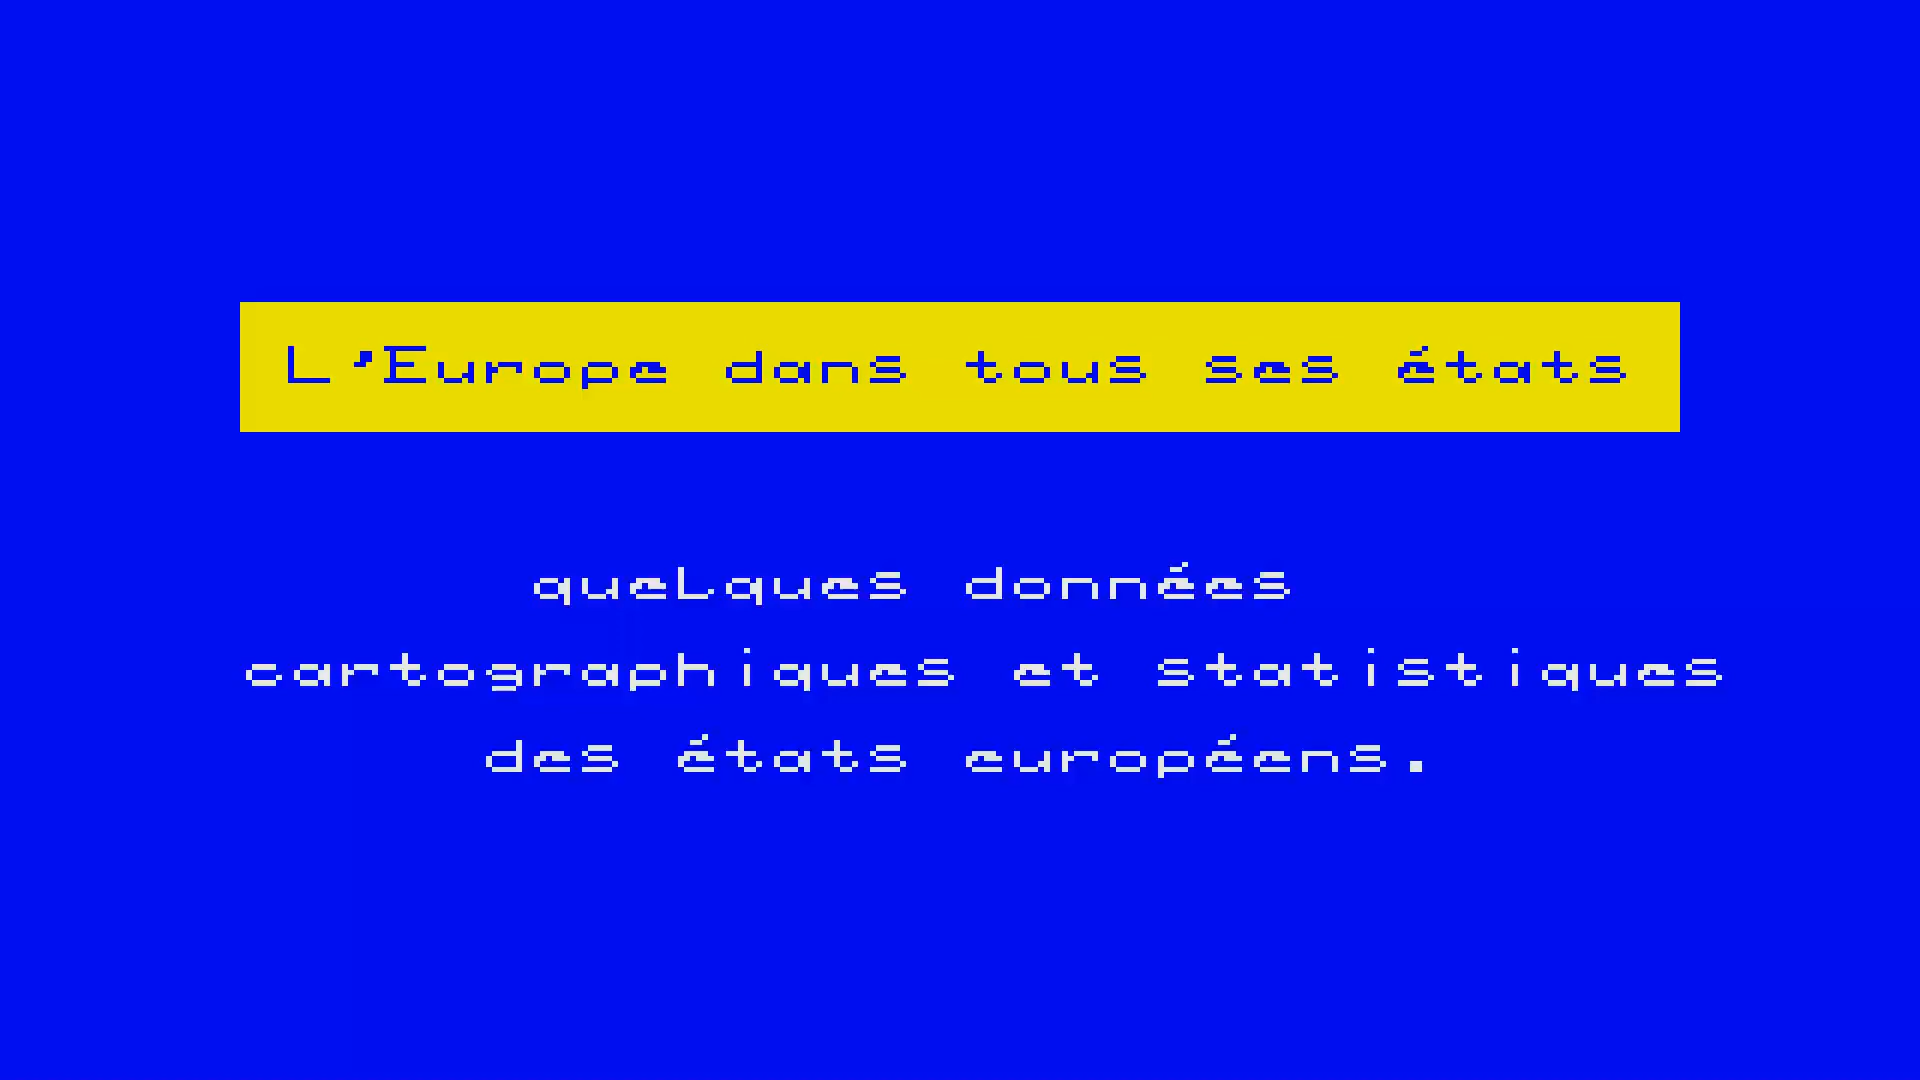 L'Europe dans tous ses états
quelques données
cartographiques et statistiques
des états européens.